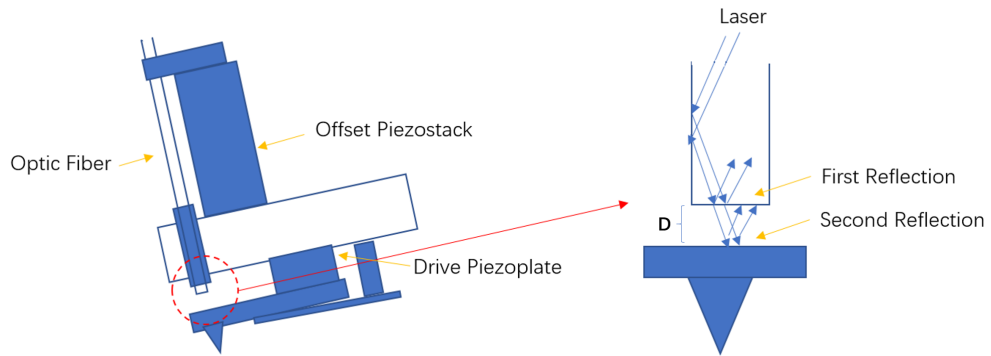 Laser
Offset Piezostack
Optic Fiber
First Reflection
D
Second Reflection
Drive Piezoplate